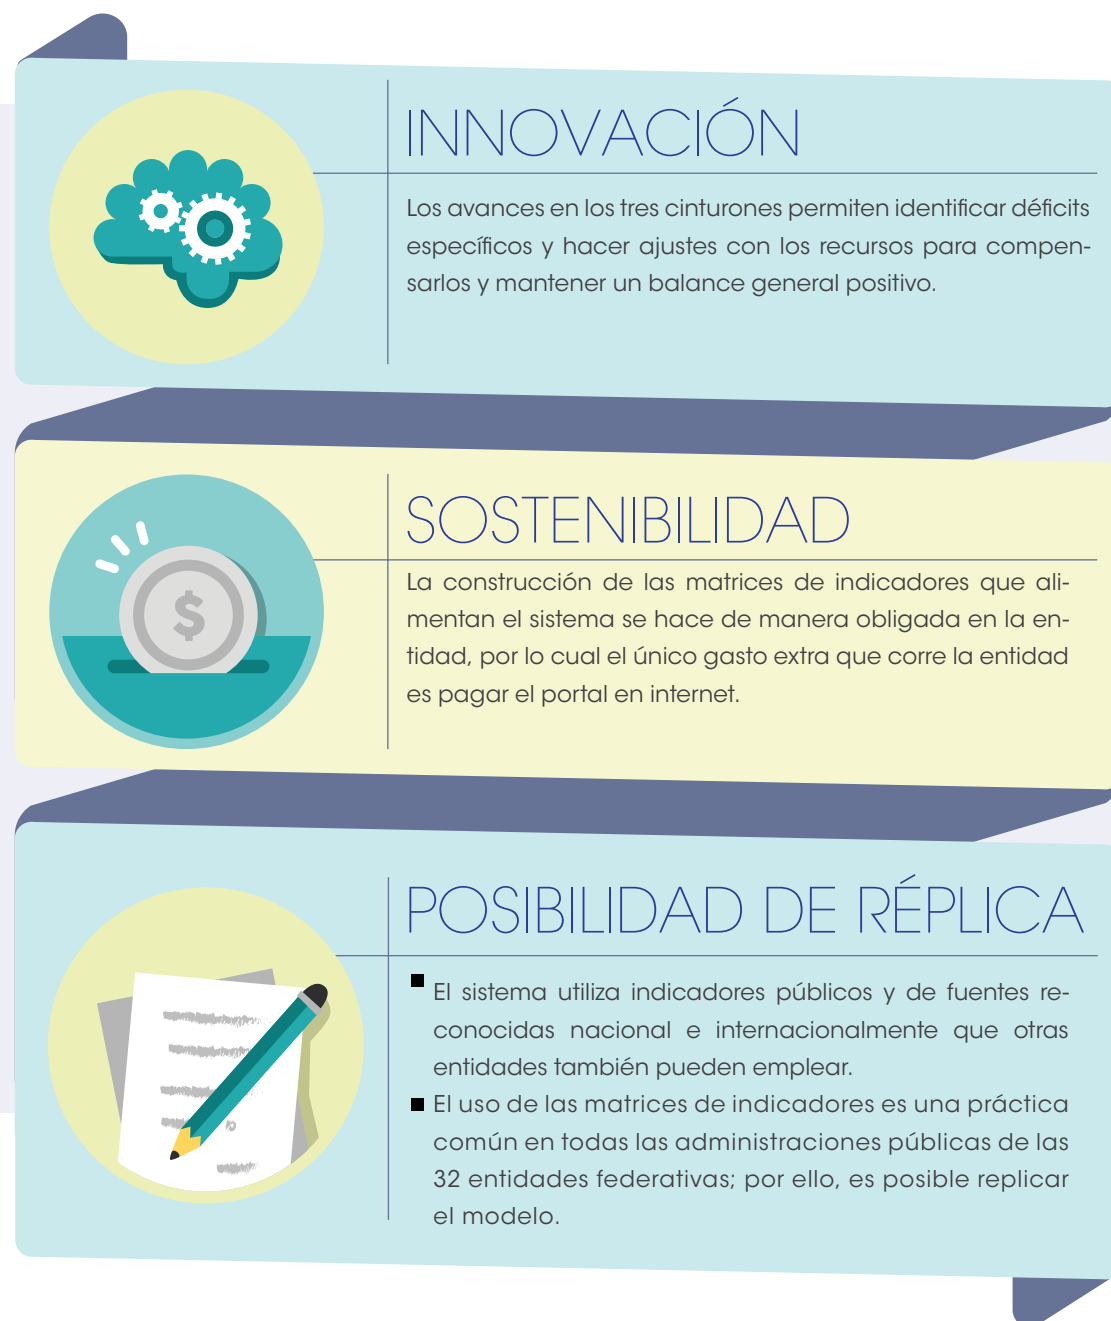 INNOVACIÓN
Los avances en los tres cinturones permiten identificar déficits
específicos y hacer ajustes con los recursos para compen-
sarlos y mantener un balance general positivo.
SOSTENIBILIDAD
La construcción de las matrices de indicadores que ali-
mentan el sistema se hace de manera obligada en la en-
tidad, por lo cual el único gasto extra que corre la entidad
es pagar el portal en internet.
$
POSIBILIDAD DE RÉPLICA
■ El sistema utiliza indicadores públicos y de fuentes re-
conocidas nacional e internacionalmente que otras
entidades también pueden emplear.
■ El uso de las matrices de indicadores es una práctica
común en todas las administraciones públicas de las
32 entidades federativas; por ello, es posible replicar
el modelo.